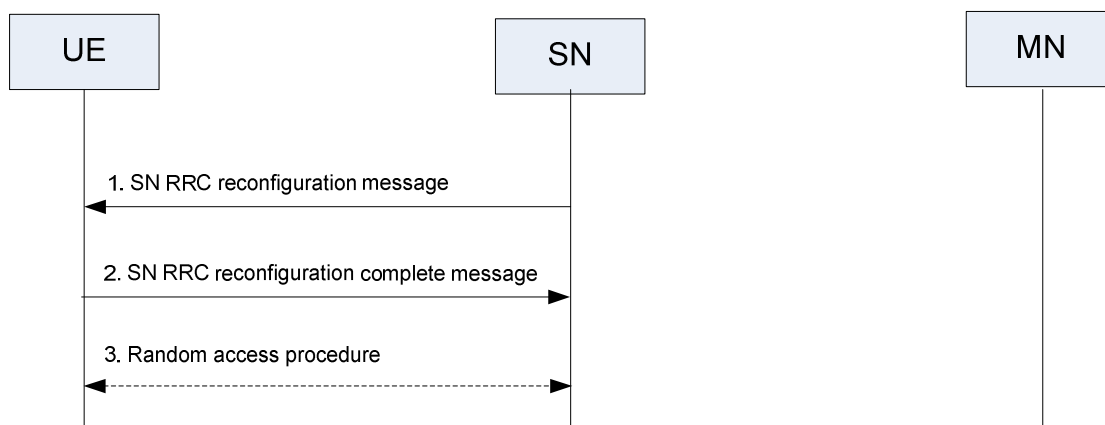 UE
SN
MN
1. SN RRC reconfiguration message
2. SN RRC reconfiguration complete message
3. Random access procedure